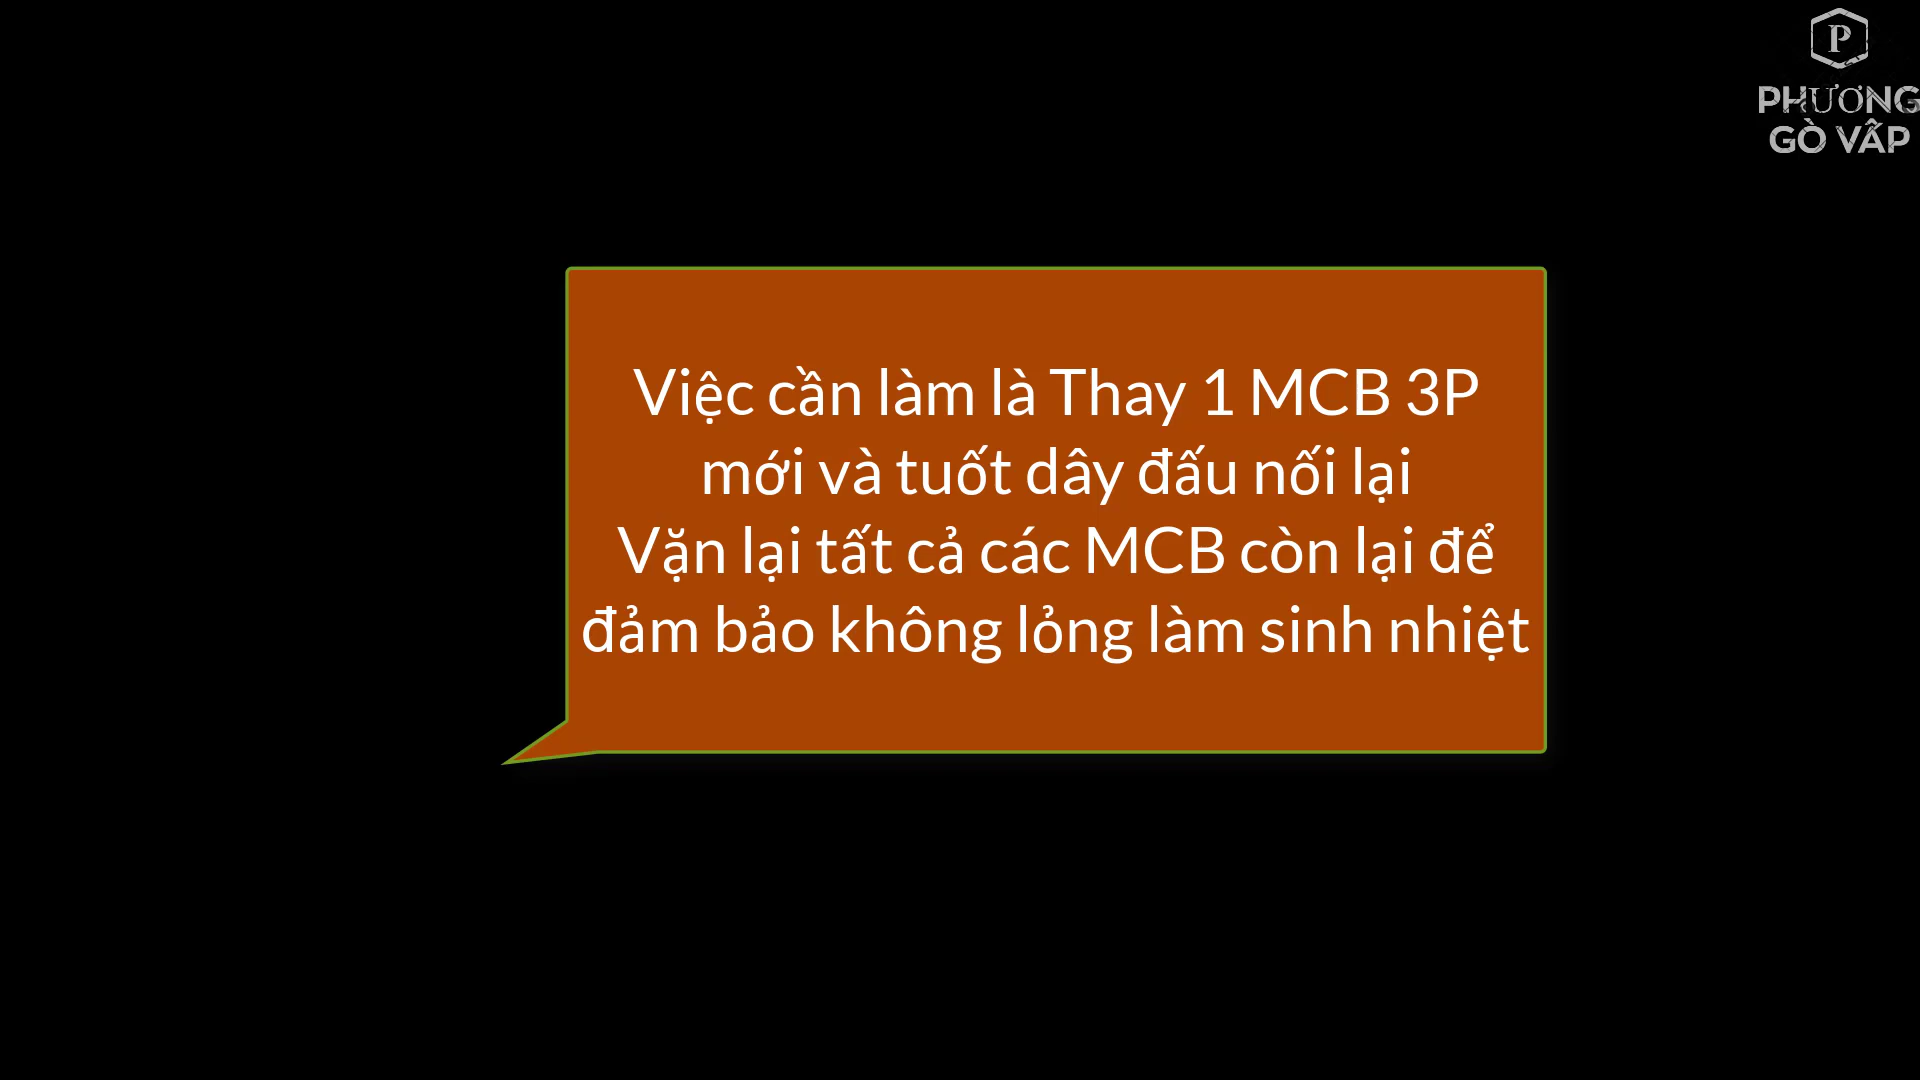 P
PHƯƠNG
GÒ VẤP
Việc cần làm là Thay 1 MCB 3P
mới và tuốt dây đấu nối lại
Vặn lại tất cả các MCB còn lại để
đảm bảo không lỏng làm sinh nhiệt